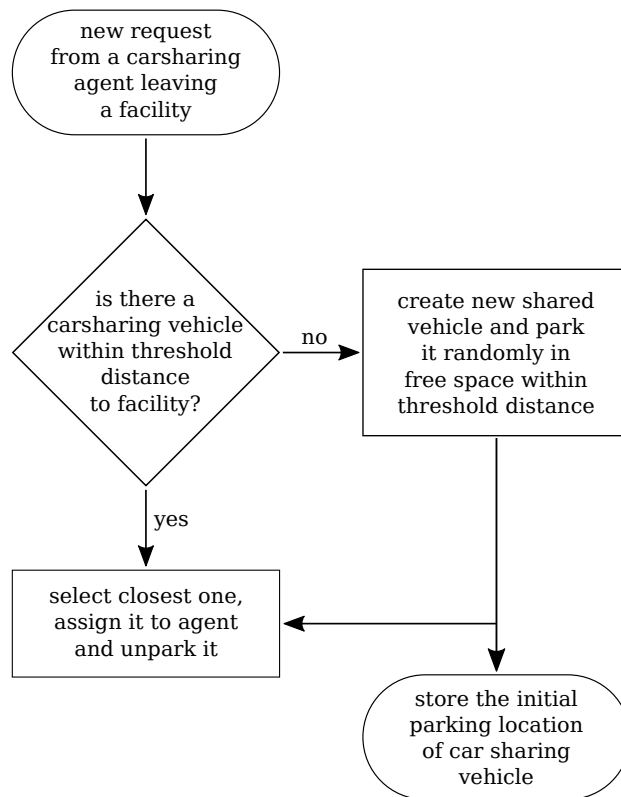 new request
from a carsharing
agent leaving
a facility
is there a
carsharing vehicle
within threshold
distance
to facility?
no
create new shared
vehicle and park
it randomly in
free space within
threshold distance
yes
select closest one,
assign it to agent
and unpark it
store the initial
parking location
of car sharing
vehicle